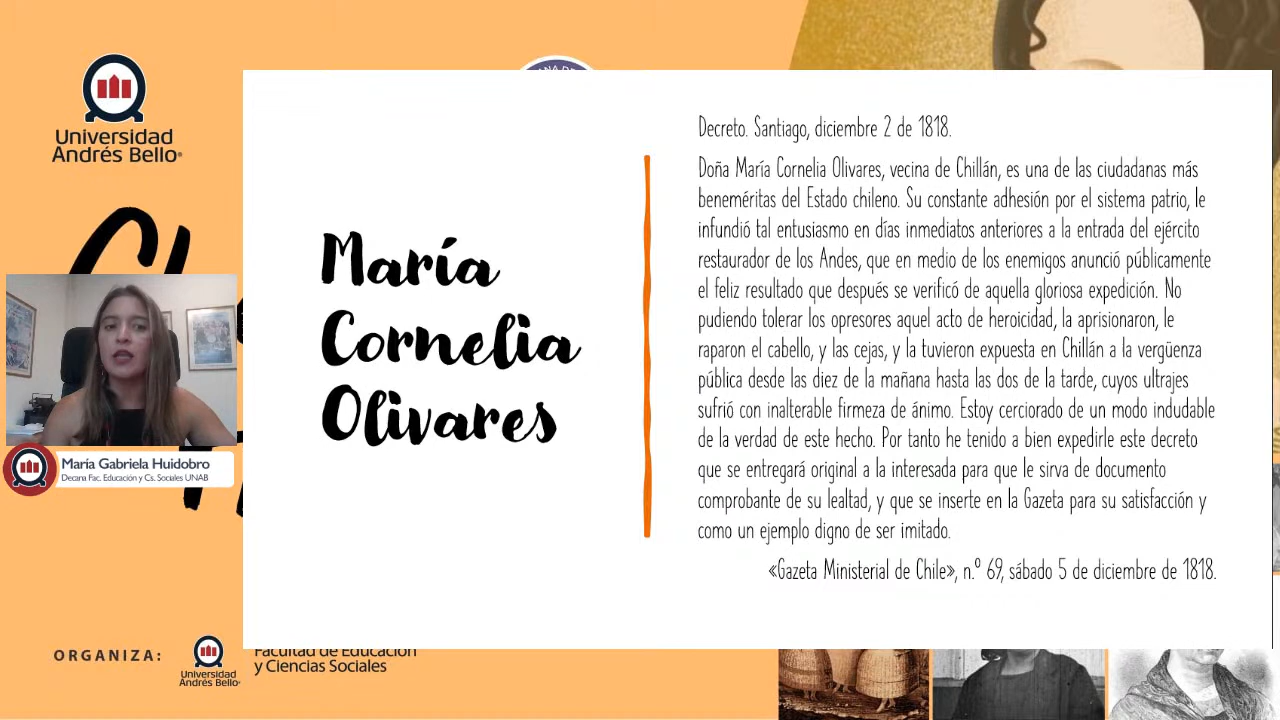 Universidad
Andrés Bello
María Gabriela Huidobro
Decana Fac. Educación y Cs. Sociales UNAB
ORGANIZA:
Universidad
Andrés Bello
Facultad de Educación
y Ciencias Sociales
María
Cornelia
Olivares
Decreto. Santiago, diciembre 2 de 1818.
Doña María Cornelia Olivares, vecina de Chillán, es una de las ciudadanas más
beneméritas del Estado chileno. Su constante adhesión por el sistema patrio, le
infundió tal entusiasmo en días inmediatos anteriores a la entrada del ejército
restaurador de los Andes, que en medio de los enemigos anunció públicamente
el feliz resultado que después se verificó de aquella gloriosa expedición. No
pudiendo tolerar los opresores aquel acto de heroicidad, la aprisionaron, le
raparon el cabello, y las cejas, y la tuvieron expuesta en Chillán a la vergüenza
pública desde las diez de la mañana hasta las dos de la tarde, cuyos ultrajes
sufrió con inalterable firmeza de ánimo. Estoy cerciorado de un modo indudable
de la verdad de este hecho. Por tanto he tenido a bien expedirle este decreto
que se entregará original a la interesada para que le sirva de documento
comprobante de su lealtad, y que se inserte en la Gazeta para su satisfacción y
como un ejemplo digno de ser imitado.
«Gazeta Ministerial de Chile», n.º 69, sábado 5 de diciembre de 1818.